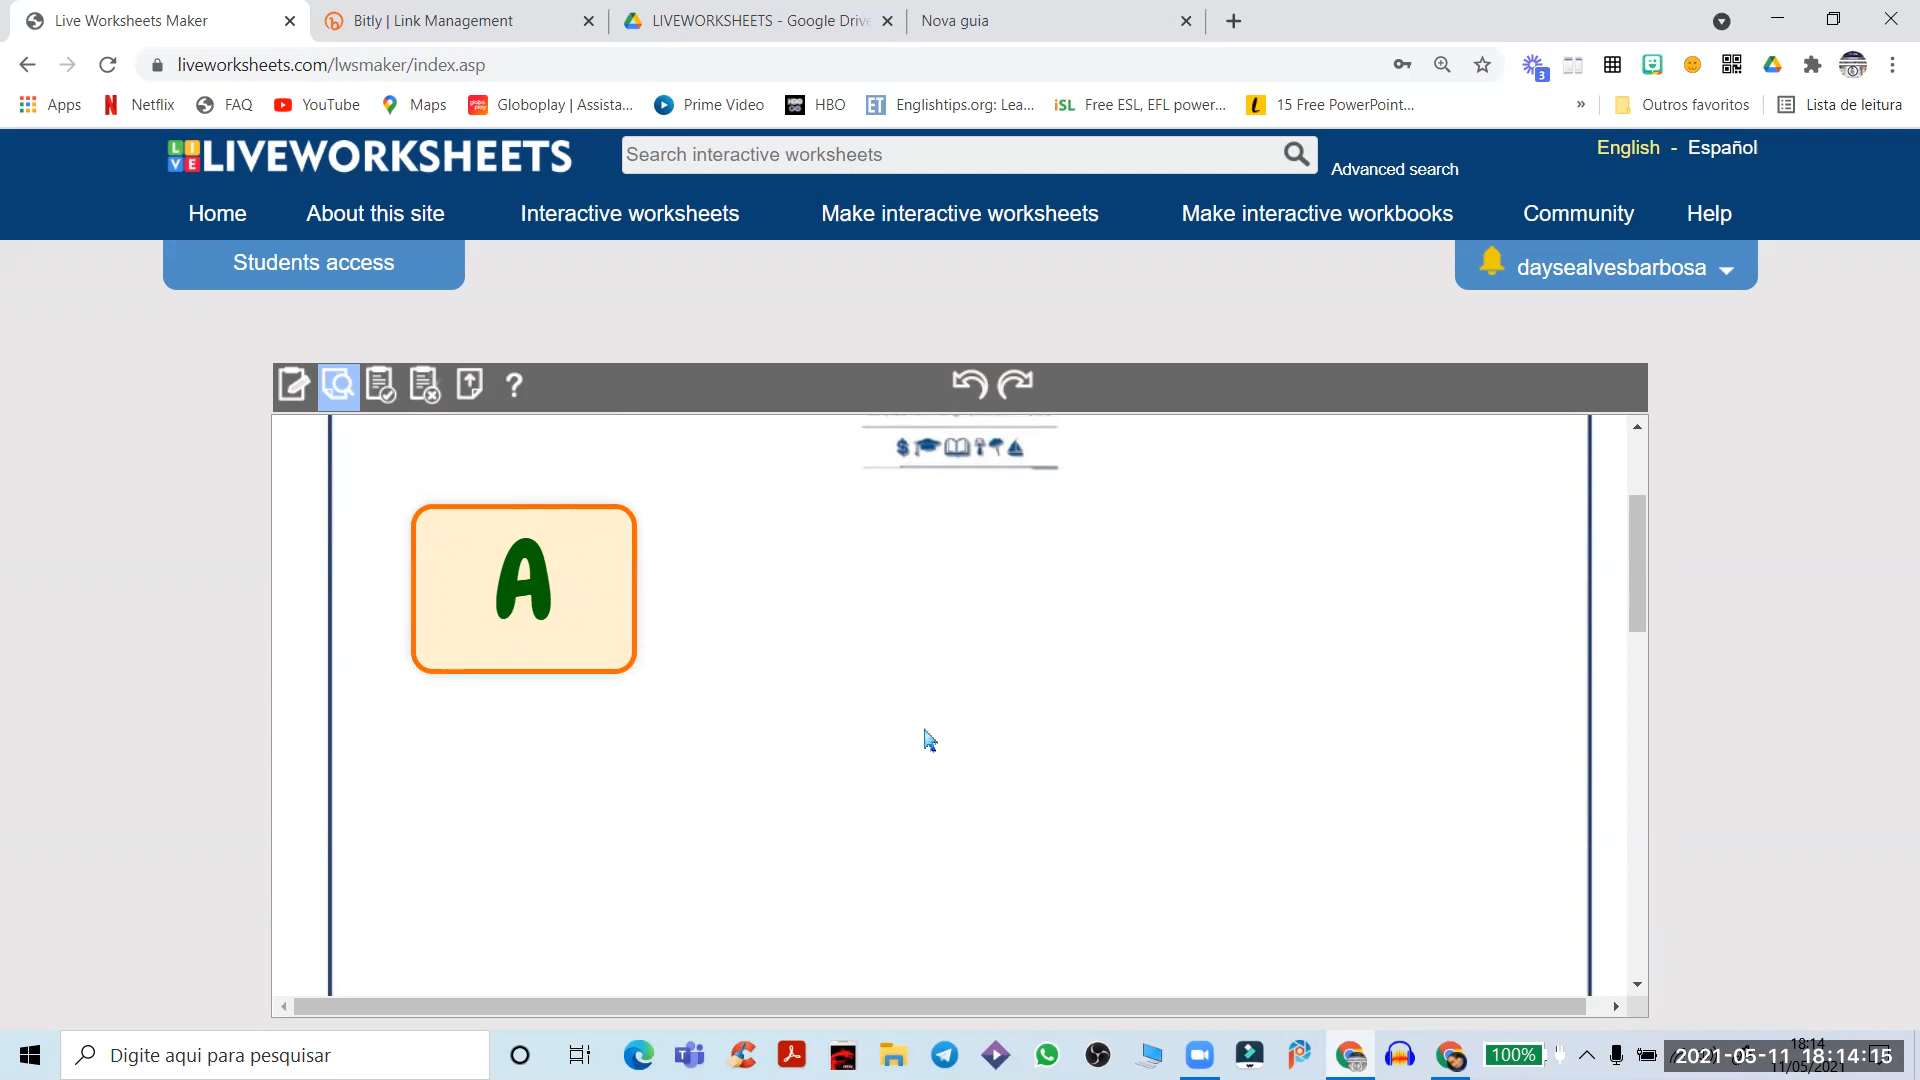 Live Worksheets Maker
Bitly | Link Management
LIVEWORKSHEETS - Google Drive
Nova guia
liveworksheets.com/lwsmaker/index.asp
3
Apps
Netflix
FAQ
YouTube
Maps
Globoplay | Assista...
Prime Video
HBO
Englishtips.org: Lea...
iSL Free ESL, EFL power...
15 Free PowerPoint...
»
Outros favoritos
Lista de leitura
LIVE LIVEWORKSHEETS
Search interactive worksheets
Advanced search
English - Español
Home
About this site
Interactive worksheets
Make interactive worksheets
Make interactive workbooks
Community
Help
Students access
daysealvesbarbosa
?
A
Digite aqui para pesquisar
100%
18:14
2021-05-11 18:14:15
11/05/2021